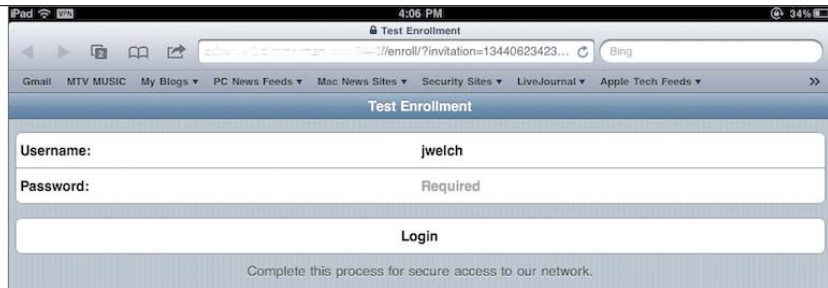 iPad VPN 4:06 PM 34%
Test Enrollment
2 //enroll/?invitation=13440623423... Bing
Gmail MTV MUSIC My Blogs ▾ PC News Feeds ▾ Mac News Sites ▾ Security Sites ▾ LiveJournal ▾ Apple Tech Feeds ▾ »
Test Enrollment
Username: jwelch
Password: Required
Login
Complete this process for secure access to our network.